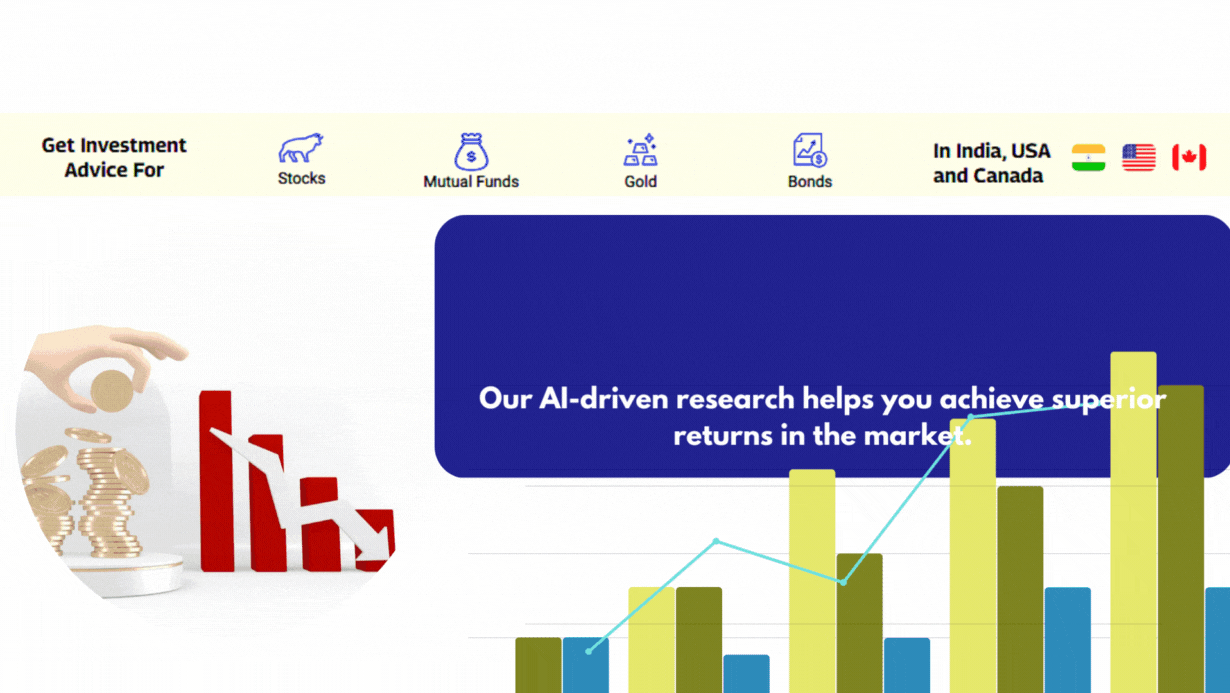 Get Investment
Advice For
Stocks
Mutual Funds
Gold
Bonds
In India, USA
and Canada
Our AI-driven research helps you achieve superior
returns in the market.